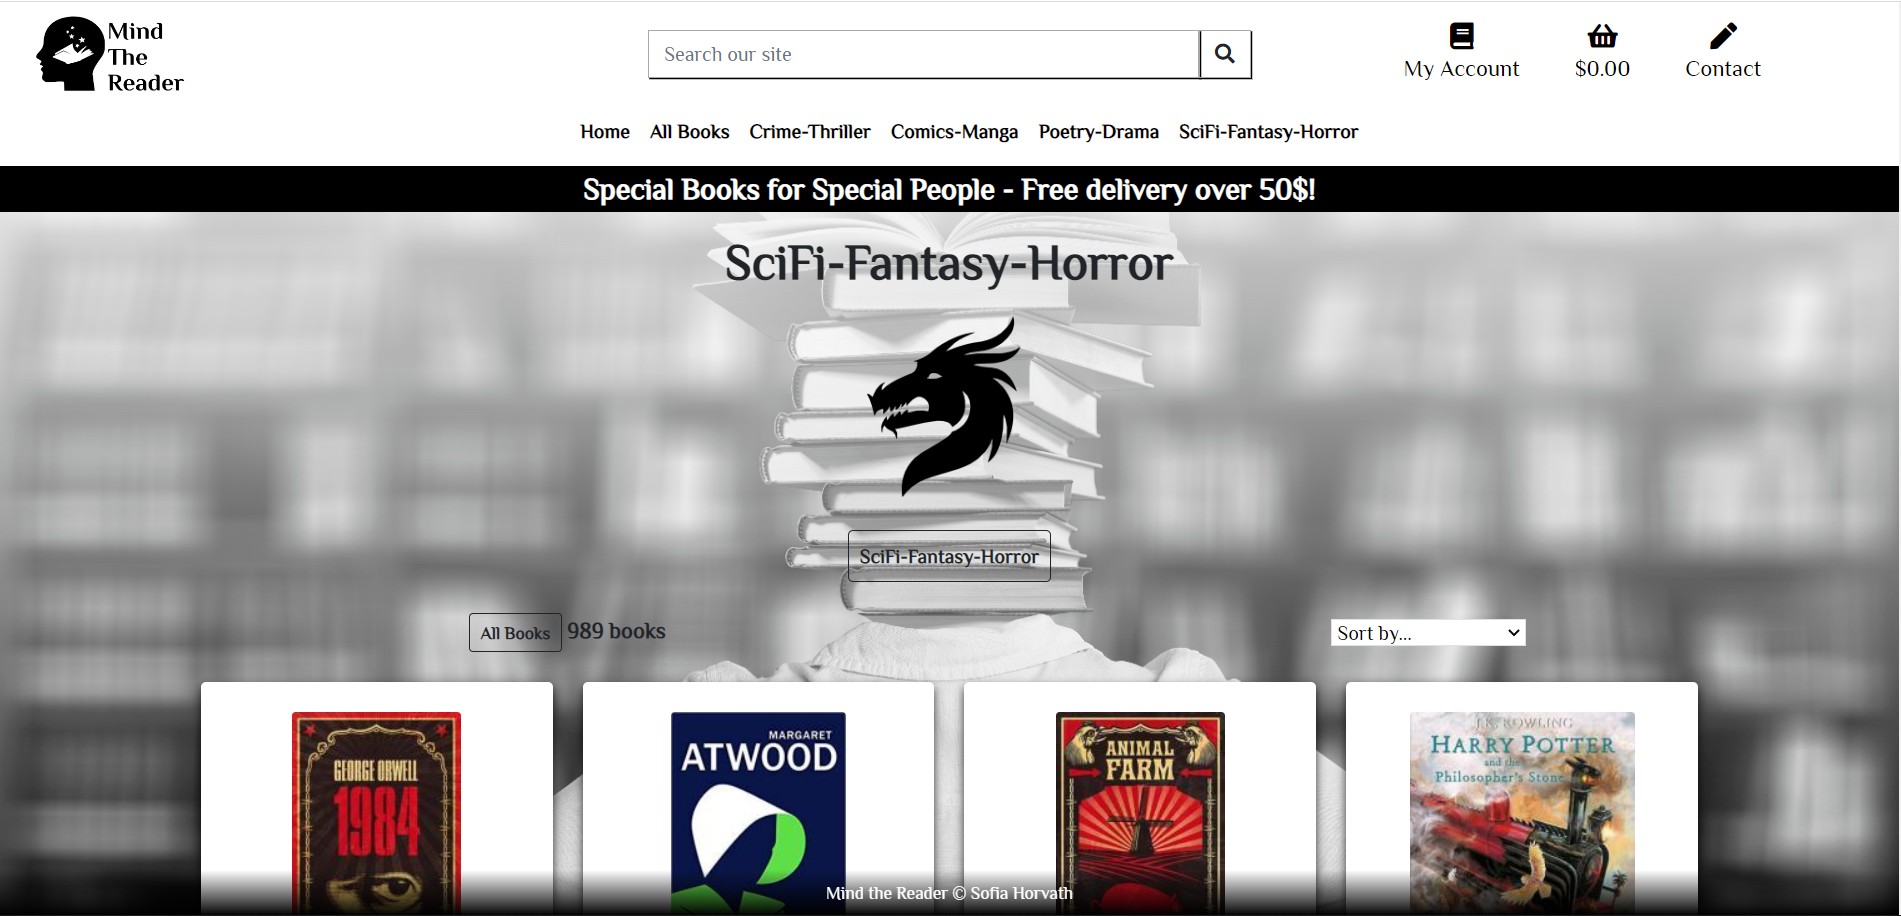 Mind
The
Reader
Search our site
My Account
$0.00
Contact
Home All Books Crime-Thriller Comics-Manga Poetry-Drama SciFi-Fantasy-Horror
Special Books for Special People - Free delivery over 50$!
SciFi-Fantasy-Horror
SciFi-Fantasy-Horror
All Books 989 books
Sort by...
GEORGE ORWELL
1984
MARGARET
ATWOOD
ANIMAL
FARM
J.K. ROWLING
HARRY POTTER
and the
Philosopher's Stone
Mind the Reader © Sofia Horvath